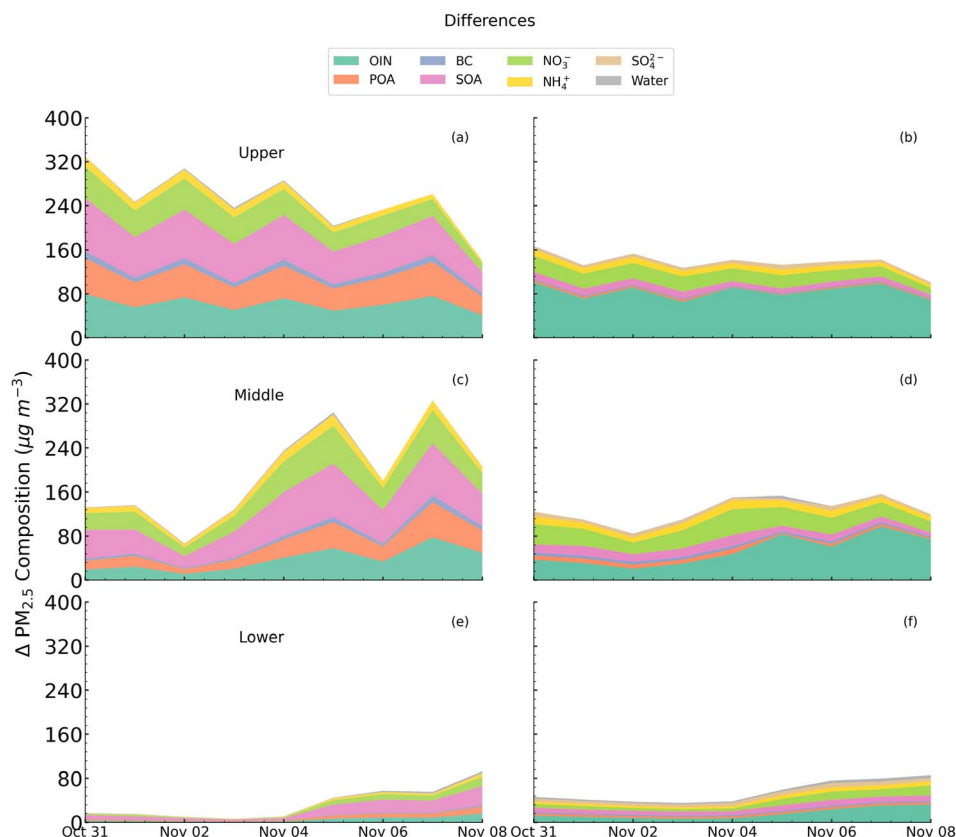 Differences
OIN BC NO₃⁻ SO₄²⁻
POA SOA NH₄⁺ Water
400 (a) (b)
Upper
320
240
160
80
0
400 (c) (d)
Middle
320
240
160
80
0
400 (e) (f)
Lower
320
240
160
80
0
Δ PM₂.₅ Composition (μg m⁻³)
Oct 31 Nov 02 Nov 04 Nov 06 Nov 08 Oct 31 Nov 02 Nov 04 Nov 06 Nov 08